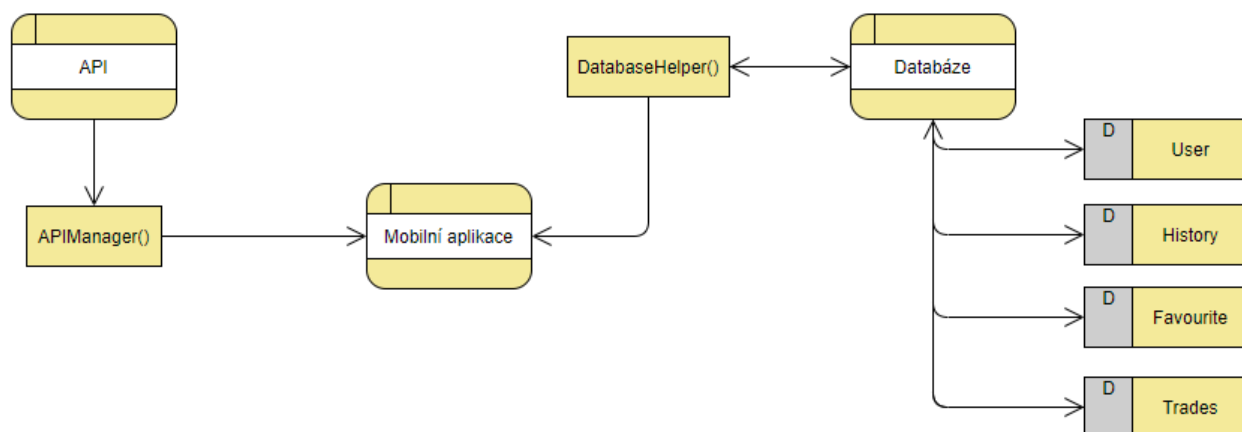 API
DatabaseHelper()
Databáze
D
User
APIManager()
Mobilní aplikace
D
History
D
Favourite
D
Trades